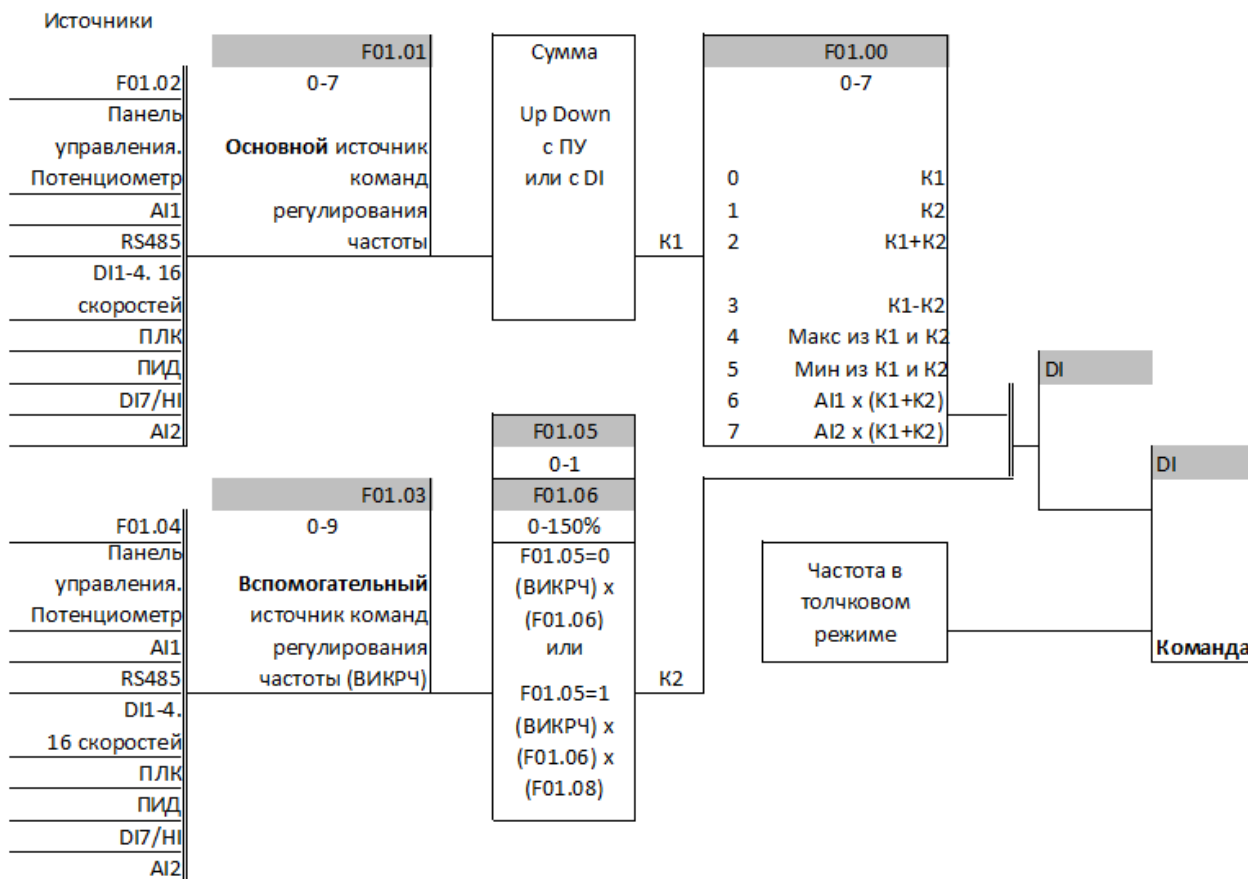 Источники
F01.02
Панель
управления.
Потенциометр
AI1
RS485
DI1-4. 16
скоростей
ПЛК
ПИД
DI7/HI
AI2
F01.01
0-7
Основной источник
команд
регулирования
частоты
Сумма
Up Down
с ПУ
или с DI
К1
F01.00
0-7
0 К1
1 К2
2 К1+К2
3 К1-К2
4 Макс из К1 и К2
5 Мин из К1 и К2
6 AI1 x (К1+К2)
7 AI2 x (К1+К2)
DI
DI
Команда
F01.04
Панель
управления.
Потенциометр
AI1
RS485
DI1-4.
16 скоростей
ПЛК
ПИД
DI7/HI
AI2
F01.03
0-9
Вспомогательный
источник команд
регулирования
частоты (ВИКРЧ)
F01.05
0-1
F01.06
0-150%
F01.05=0
(ВИКРЧ) x
(F01.06)
или
F01.05=1
(ВИКРЧ) x
(F01.06) x
(F01.08)
К2
Частота в
толчковом
режиме